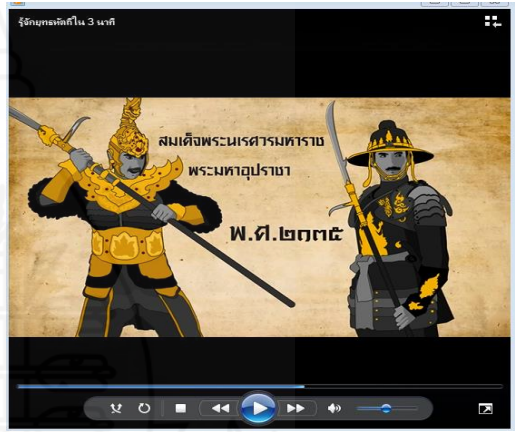 รู้จักยุทธหัตถีใน 3 นาที
สมเด็จพระนเรศวรมหาราช
พระมหาอุปราชา
พ.ศ.๒๑๓๕